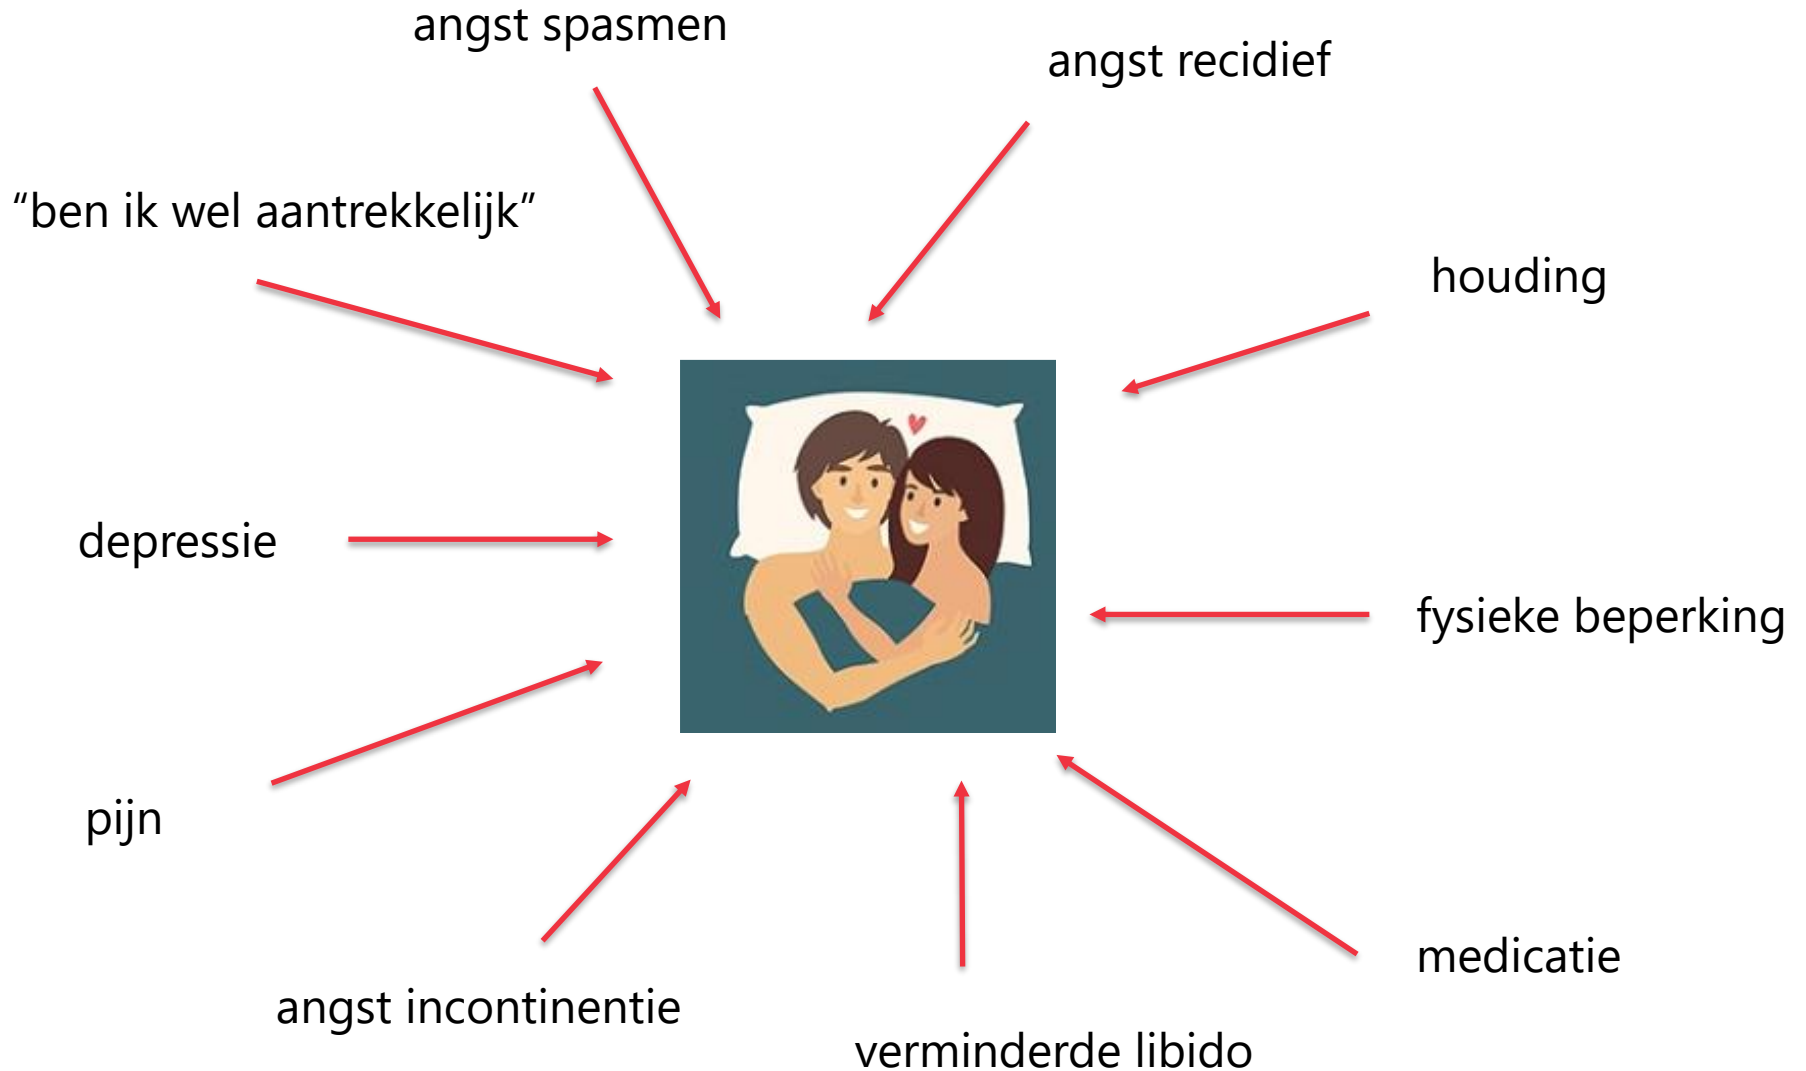 angst spasmen
angst recidief
“ben ik wel aantrekkelijk”
houding
depressie
fysieke beperking
pijn
medicatie
angst incontinentie
verminderde libido